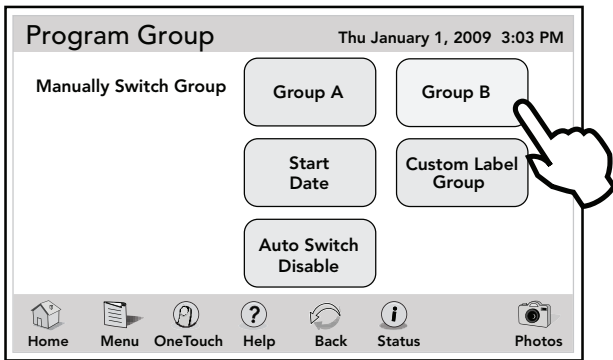 Program Group Thu January 1, 2009 3:03 PM
Manually Switch Group Group A Group B
Start
Date
Custom Label
Group
Auto Switch
Disable
?
i
Home Menu OneTouch Help Back Status Photos